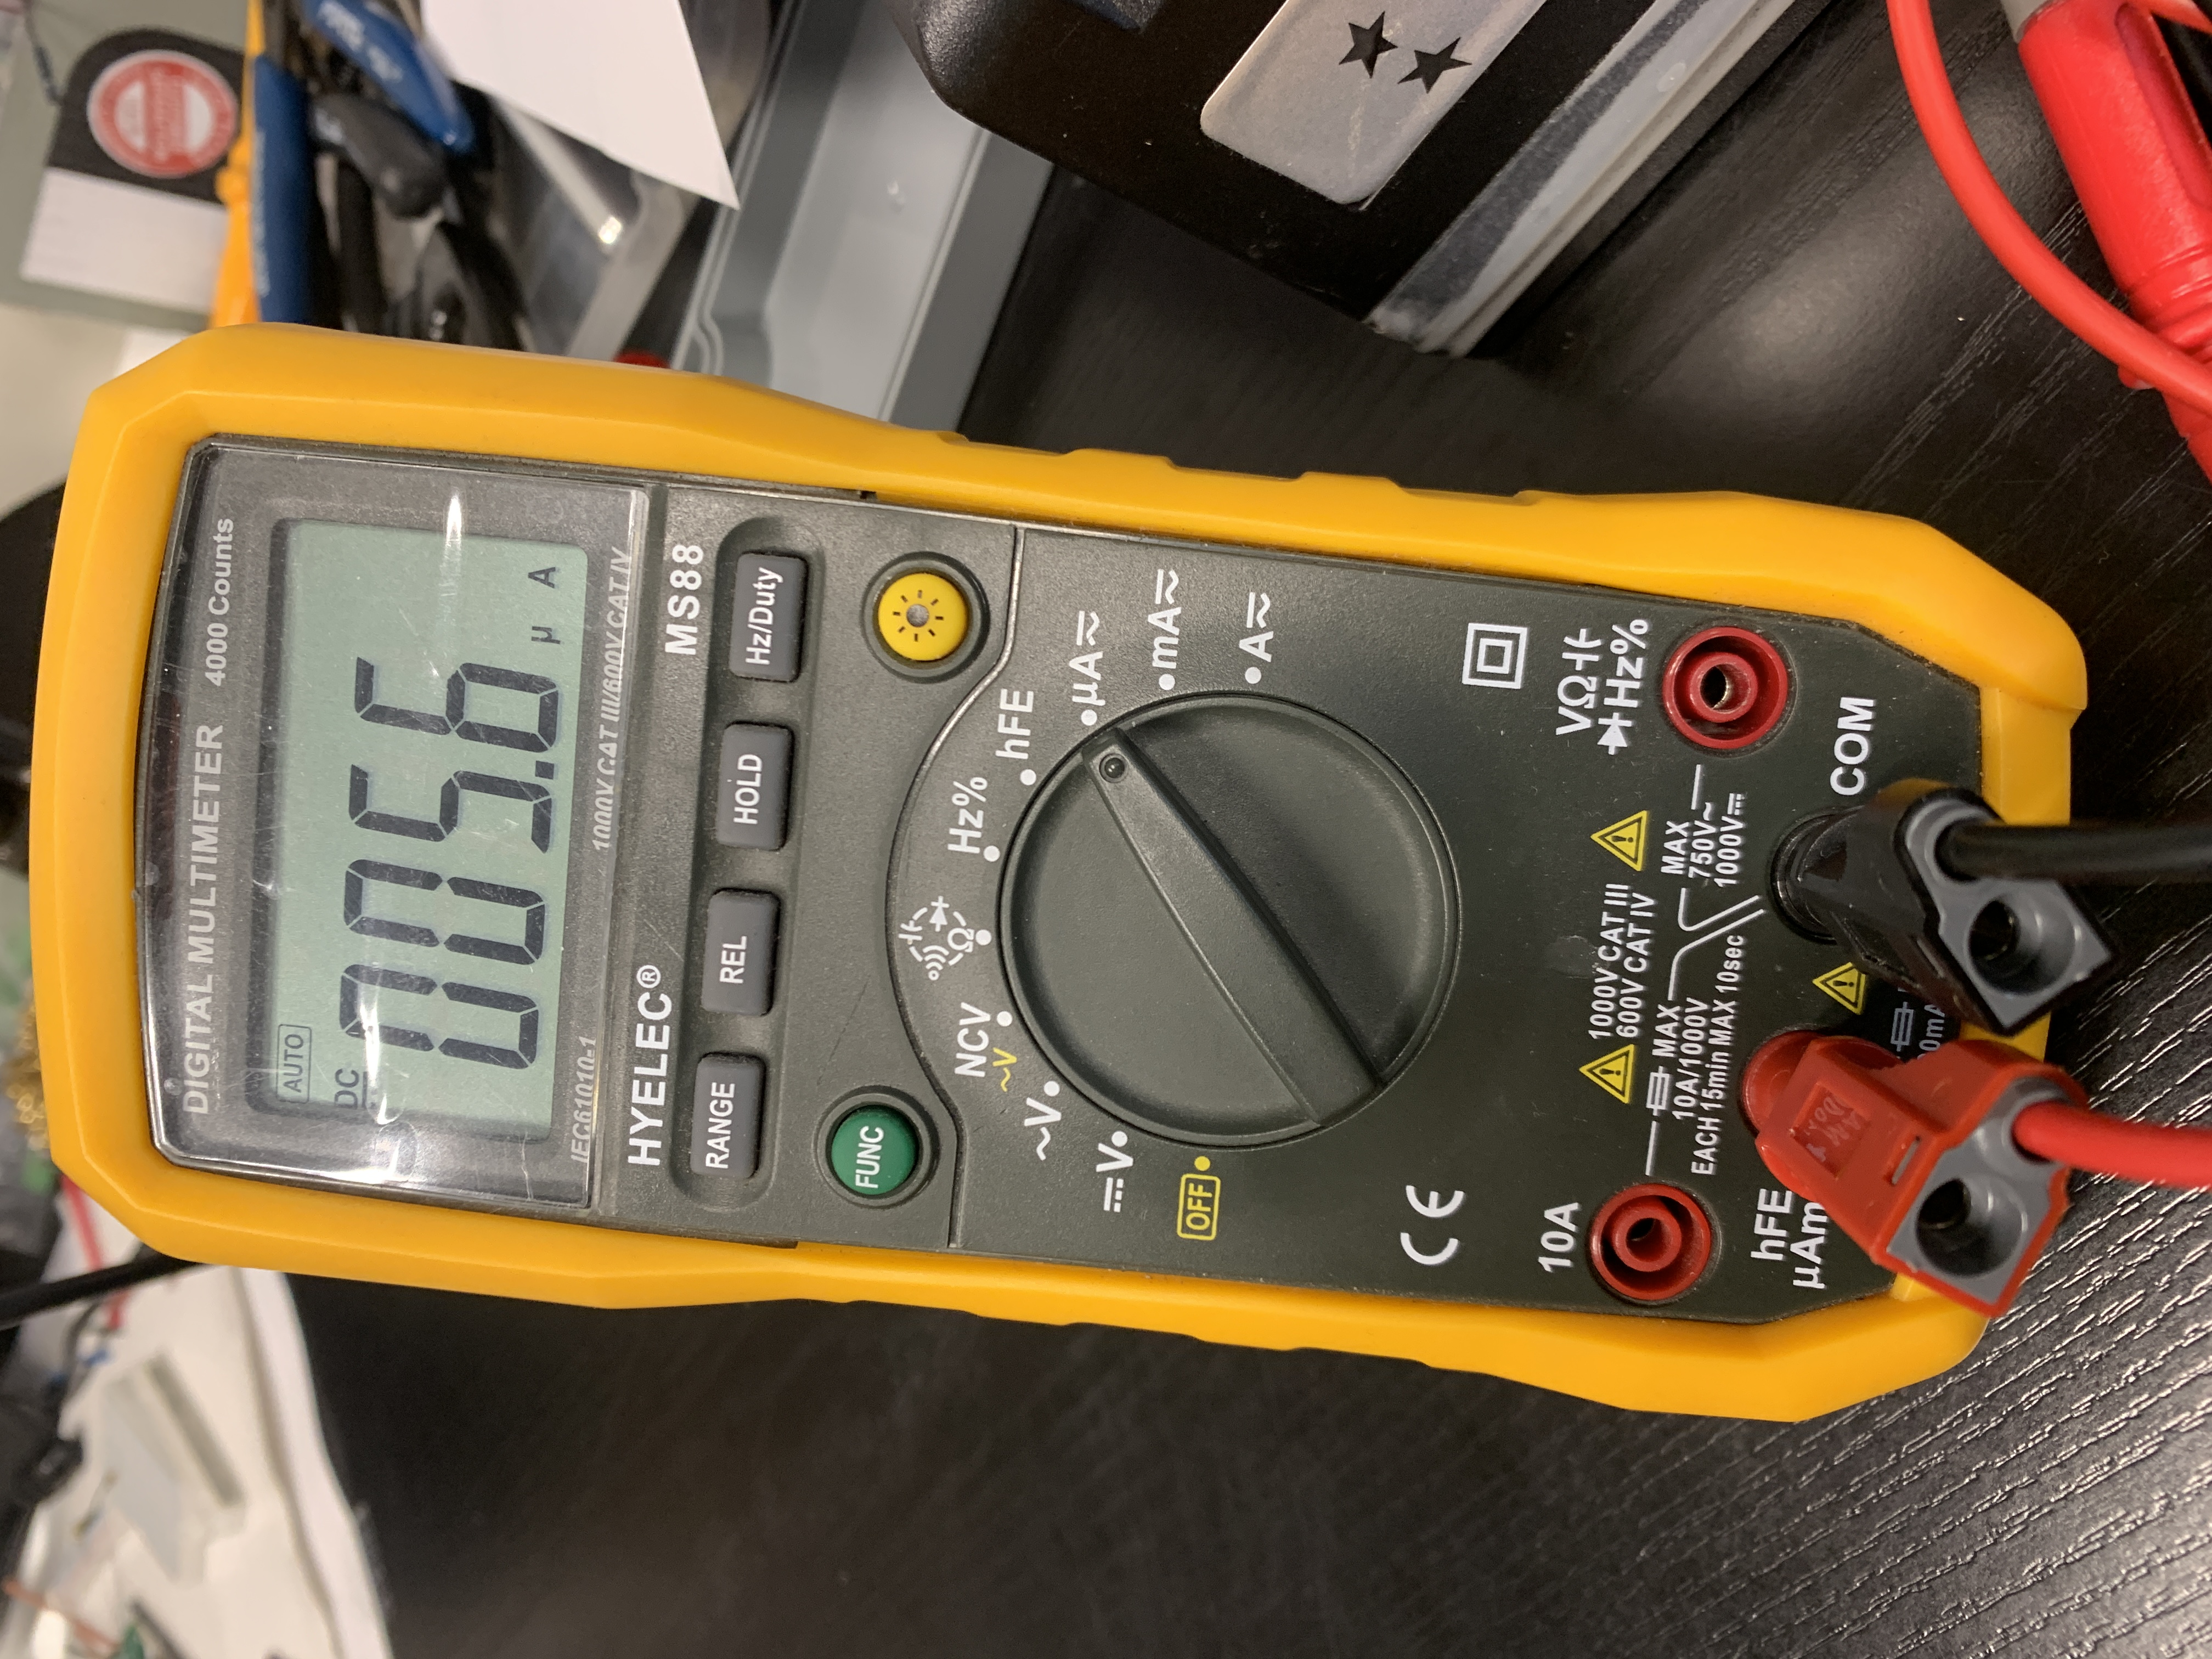 DIGITAL MULTIMETER 4000 Counts
AUTO
DC
005.6 µ A
IEC61010-1 1000V CAT III/600V CAT IV
HYELEC®
MS88
RANGE REL HOLD Hz/Duty
FUNC
NCV
~V
Hz%
hFE
~V
µA
⎓V
mA
OFF
A
CE
10A
VΩ
Hz%
1000V CAT III
600V CAT IV
MAX
10A/1000V
EACH 15min MAX 10sec
MAX
750V~
1000V⎓
hFE
µAm
COM